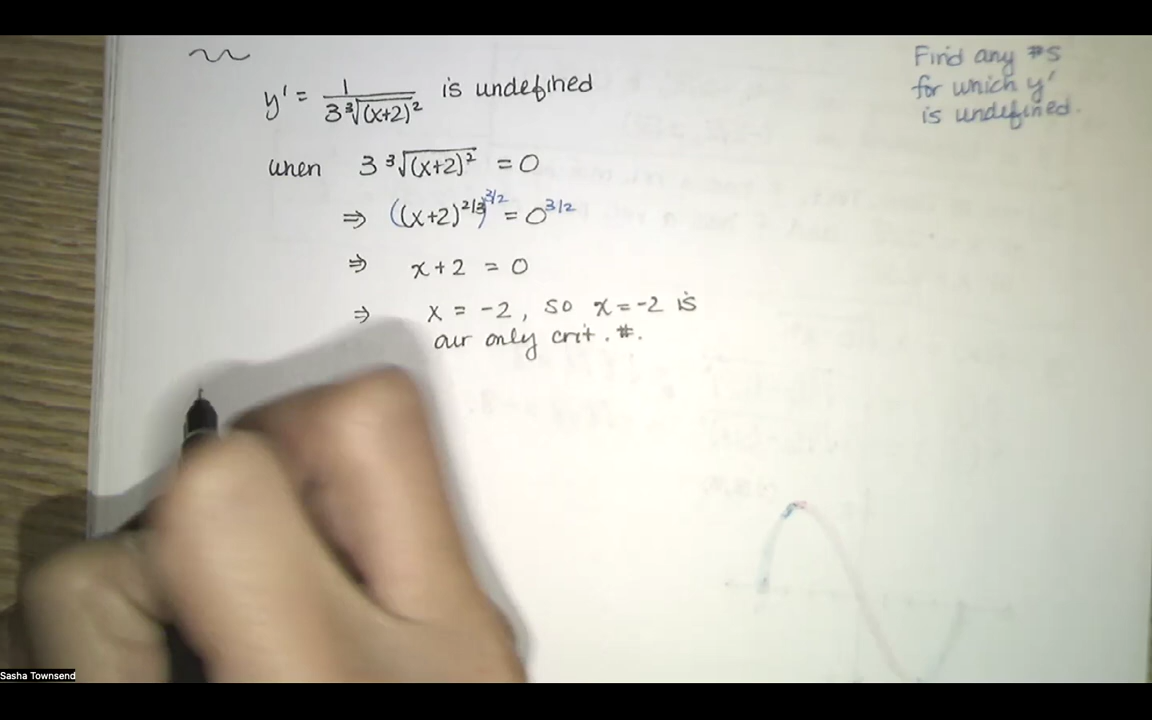 y' = 1/(3∛(x+2)²) is undefined
when 3 ∛(x+2)² = 0
⇒ ((x+2)^2/3)^3/2 = 0^3/2
⇒ x+2 = 0
⇒ x = -2, so x = -2 is
our only crit. #.
Find any #s
for which y'
is undefined.
Sasha Townsend